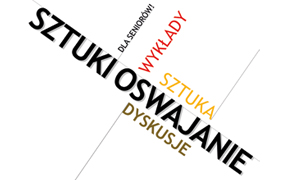 DLA SENIORÓW!
WYKŁADY
SZTUKI OSWAJANIE
SZTUKA
DYSKUSJE